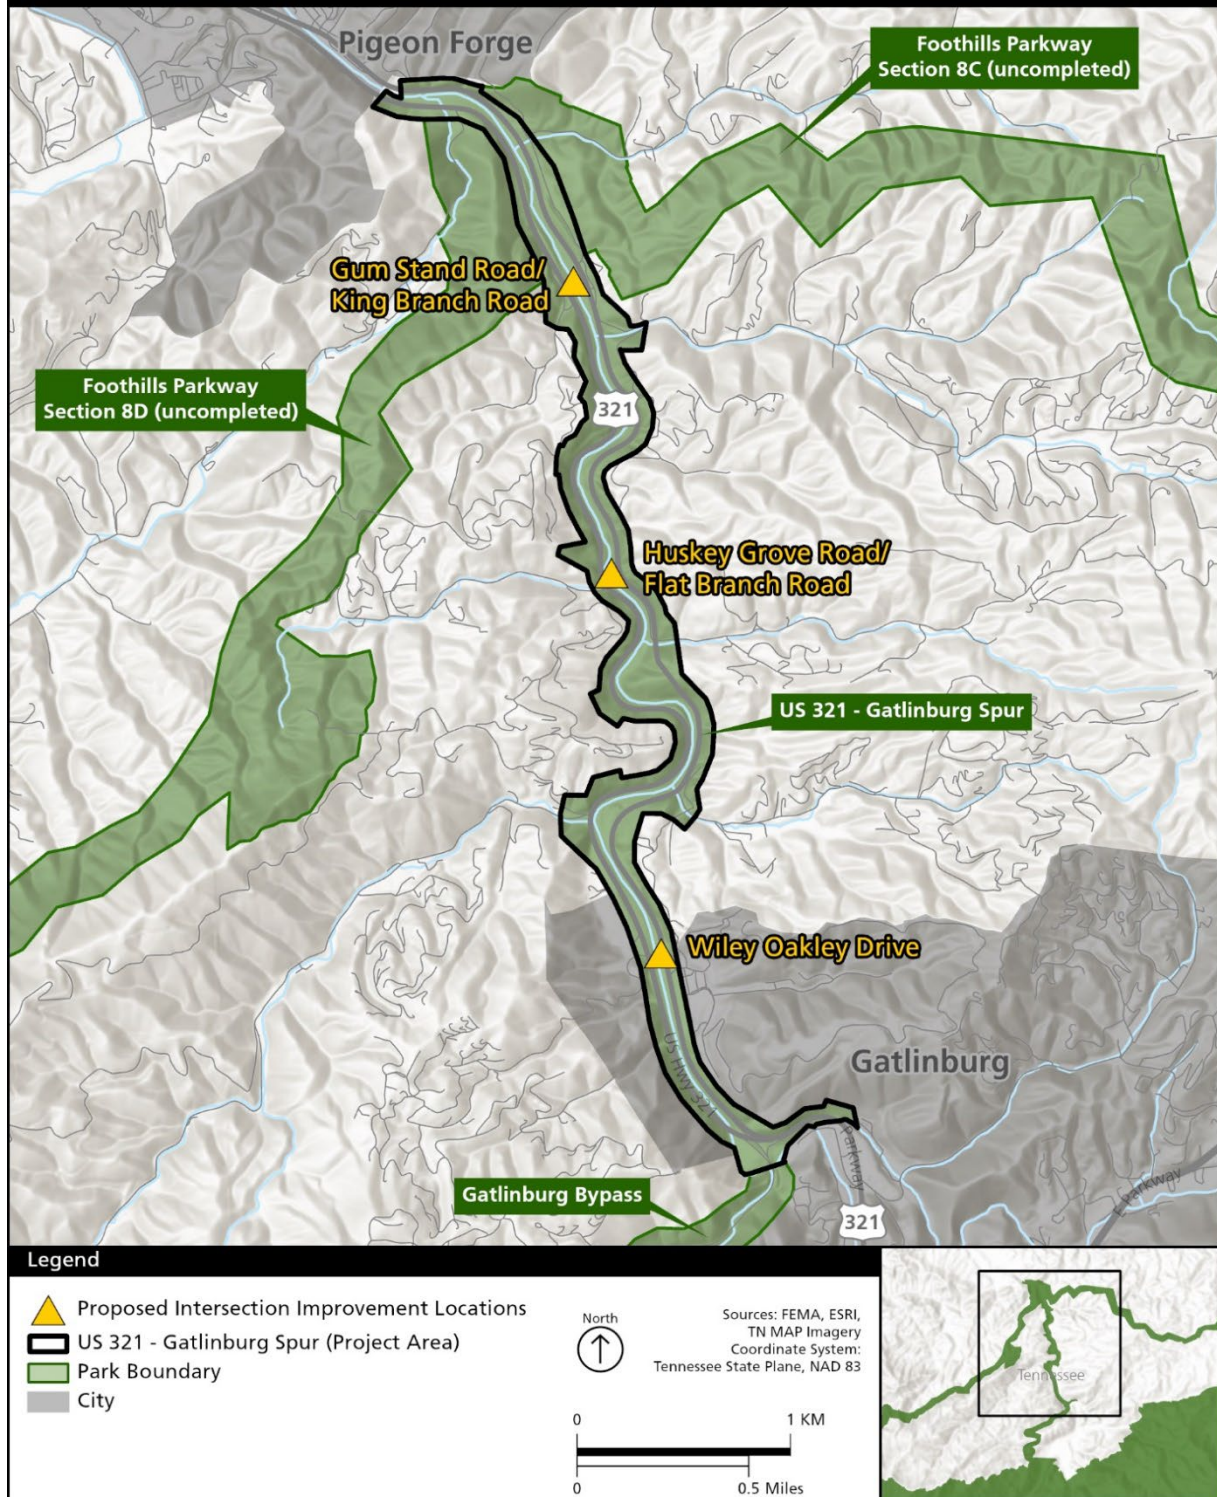 Pigeon Forge
Foothills Parkway
Section 8C (uncompleted)
Gum Stand Road/
King Branch Road
Foothills Parkway
Section 8D (uncompleted)
321
Huskey Grove Road/
Flat Branch Road
US 321 - Gatlinburg Spur
Wiley Oakley Drive
US Hwy 321
Gatlinburg
Parkway
E Parkway
Gatlinburg Bypass
321
Legend
Proposed Intersection Improvement Locations
US 321 - Gatlinburg Spur (Project Area)
Park Boundary
City
North
Sources: FEMA, ESRI,
TN MAP Imagery
Coordinate System:
Tennessee State Plane, NAD 83
0
1 KM
0
0.5 Miles
Tennessee